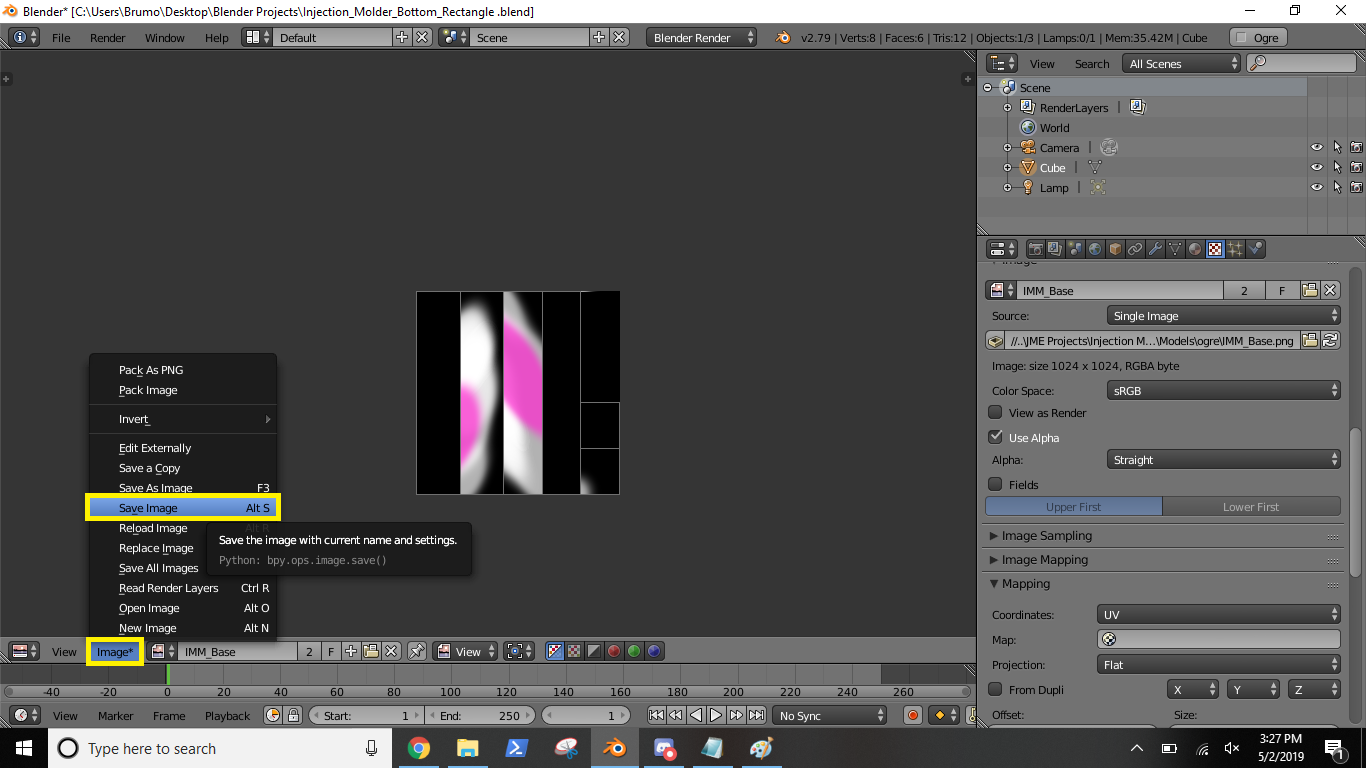 Blender* [C:\Users\Brumo\Desktop\Blender Projects\Injection_Molder_Bottom_Rectangle .blend]
File Render Window Help Default Scene Blender Render v2.79 | Verts:8 | Faces:6 | Tris:12 | Objects:1/3 | Lamps:0/1 | Mem:35.42M | Cube Ogre
View Search All Scenes
Scene
RenderLayers
World
Camera
Cube
Lamp
IMM_Base 2 F
Source: Single Image
//..\JME Projects\Injection M...\Models\ogre\IMM_Base.png
Image: size 1024 x 1024, RGBA byte
Color Space: sRGB
View as Render
Use Alpha
Alpha: Straight
Fields
Upper First Lower First
Image Sampling
Image Mapping
Mapping
Coordinates: UV
Map:
Projection: Flat
From Dupli X Y Z
Offset: Size:
Pack As PNG
Pack Image
Invert
Edit Externally
Save a Copy
Save As Image F3
Save Image Alt S
Reload Image Alt R
Replace Image
Save All Images
Read Render Layers Ctrl R
Open Image Alt O
New Image Alt N
Save the image with current name and settings.
Python: bpy.ops.image.save()
View Image* IMM_Base 2 F View
-40 -20 0 20 40 60 80 100 120 140 160 180 200 220 240 260
View Marker Frame Playback Start: 1 End: 250 1 No Sync
Type here to search
3:27 PM
5/2/2019
1